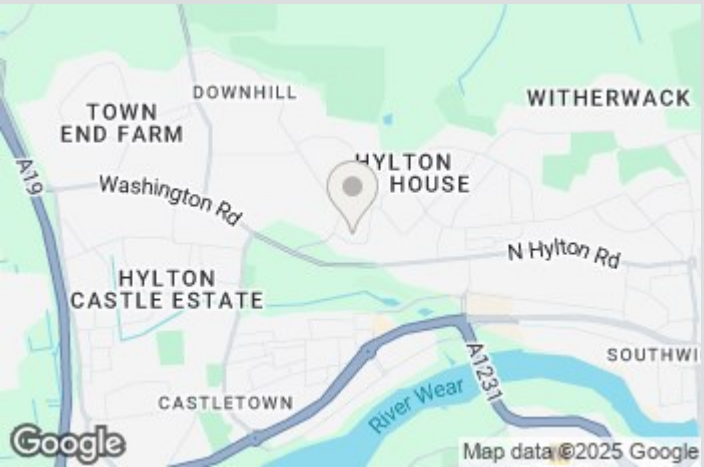 DOWNHILL
WITHERWACK
TOWN
END FARM
HYLTON
HOUSE
A19
Washington Rd
N Hylton Rd
HYLTON
CASTLE ESTATE
SOUTHWI
A1231
River Wear
CASTLETOWN
Google
Map data ©2025 Google